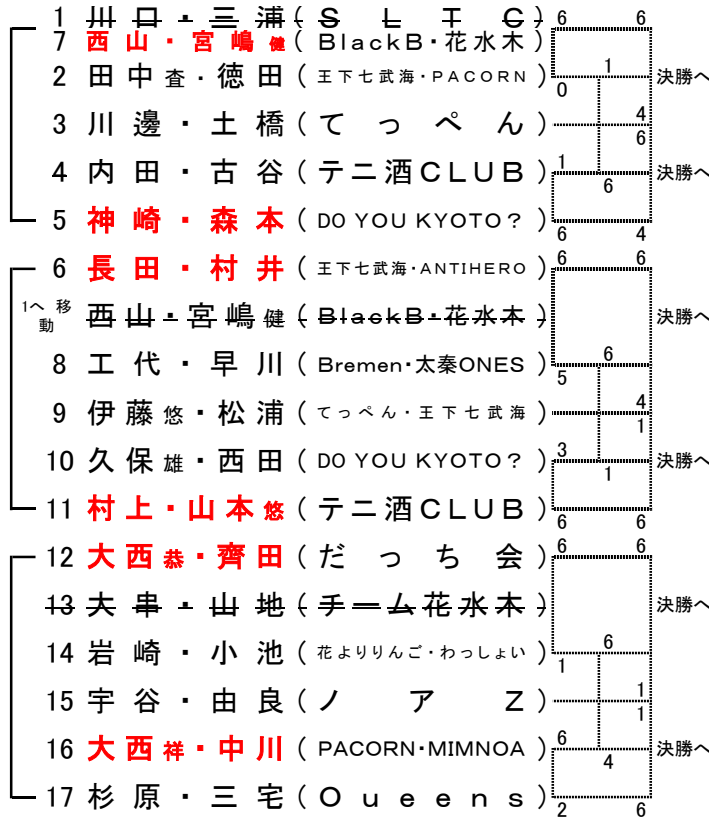 1 川口・三浦 (SLTC) 6 6
7 西山・宮嶋健 (BlackB・花水木) 6
2 田中査・徳田 (王下七武海・PACORN) 0 1 決勝へ
3 川邊・土橋 (てっぺん) 4
6
4 内田・古谷 (テニ酒CLUB) 1 6 決勝へ
5 神崎・森本 (DO YOU KYOTO?) 6 4
6 長田・村井 (王下七武海・ANTIHERO) 6 6
1へ移動 西山・宮嶋健 (BlackB・花水木) 決勝へ
8 工代・早川 (Bremen・太秦ONES) 5 6
9 伊藤悠・松浦 (てっぺん・王下七武海) 4
1
10 久保雄・西田 (DO YOU KYOTO?) 3 1 決勝へ
11 村上・山本悠 (テニ酒CLUB) 6 6
12 大西恭・齊田 (だっち会) 6 6
13 大串・山地 (チーム花水木) 決勝へ
14 岩崎・小池 (花よりりんご・わっしょい) 1 6
15 宇谷・由良 (ノアZ) 1
1
16 大西祥・中川 (PACORN・MIMNOA) 6 4 決勝へ
17 杉原・三宅 (Oueens) 2 6